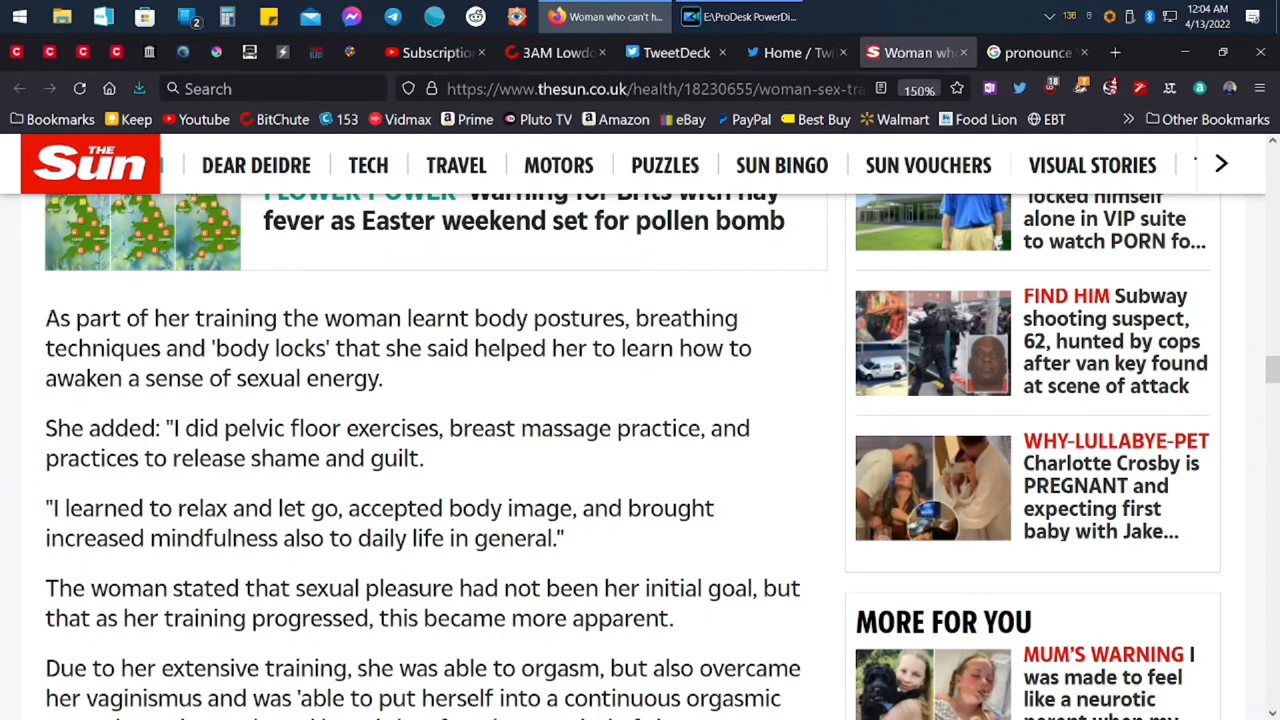 Woman who can't h...
E:\ProDesk PowerDi...
138
12:04 AM
4/13/2022
2
Subscription
3AM Lowdo
TweetDeck
Home / Twi
Woman wh
pronounce
Search
https://www.thesun.co.uk/health/18230655/woman-sex-tra
150%
18
7
Bookmarks
Keep
Youtube
BitChute
153
Vidmax
Prime
Pluto TV
Amazon
eBay
PayPal
Best Buy
Walmart
Food Lion
EBT
Other Bookmarks
THE
Sun
DEAR DEIDRE
TECH
TRAVEL
MOTORS
PUZZLES
SUN BINGO
SUN VOUCHERS
VISUAL STORIES
FLOWER POWER Warning for Brits with hay
fever as Easter weekend set for pollen bomb
As part of her training the woman learnt body postures, breathing
techniques and 'body locks' that she said helped her to learn how to
awaken a sense of sexual energy.
She added: "I did pelvic floor exercises, breast massage practice, and
practices to release shame and guilt.
"I learned to relax and let go, accepted body image, and brought
increased mindfulness also to daily life in general."
The woman stated that sexual pleasure had not been her initial goal, but
that as her training progressed, this became more apparent.
Due to her extensive training, she was able to orgasm, but also overcame
her vaginismus and was 'able to put herself into a continuous orgasmic
locked himself
alone in VIP suite
to watch PORN fo...
FIND HIM Subway
shooting suspect,
62, hunted by cops
after van key found
at scene of attack
WHY-LULLABYE-PET
Charlotte Crosby is
PREGNANT and
expecting first
baby with Jake...
MORE FOR YOU
MUM'S WARNING I
was made to feel
like a neurotic
parent when my